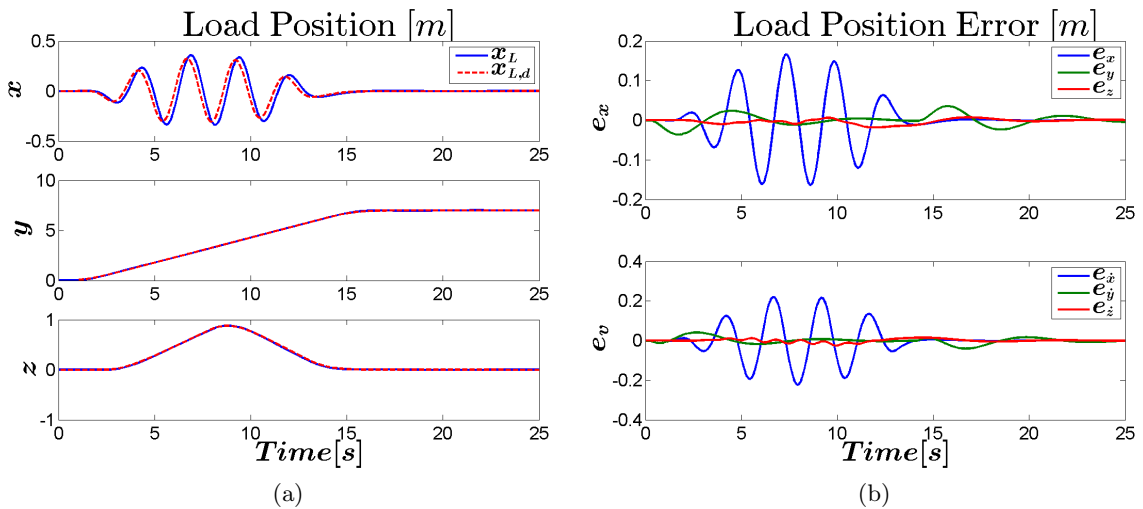 Load Position [m]
0.5
0
-0.5
x
x_L
x_{L,d}
0 5 10 15 20 25
10
5
0
y
0 5 10 15 20 25
1
0
-1
z
0 5 10 15 20 25
Time[s]
(a)
Load Position Error [m]
0.2
0.1
0
-0.1
-0.2
e_x
e_x
e_y
e_z
0 5 10 15 20 25
0.4
0.2
0
-0.2
-0.4
e_v
e_ẋ
e_ẏ
e_ż
0 5 10 15 20 25
Time[s]
(b)